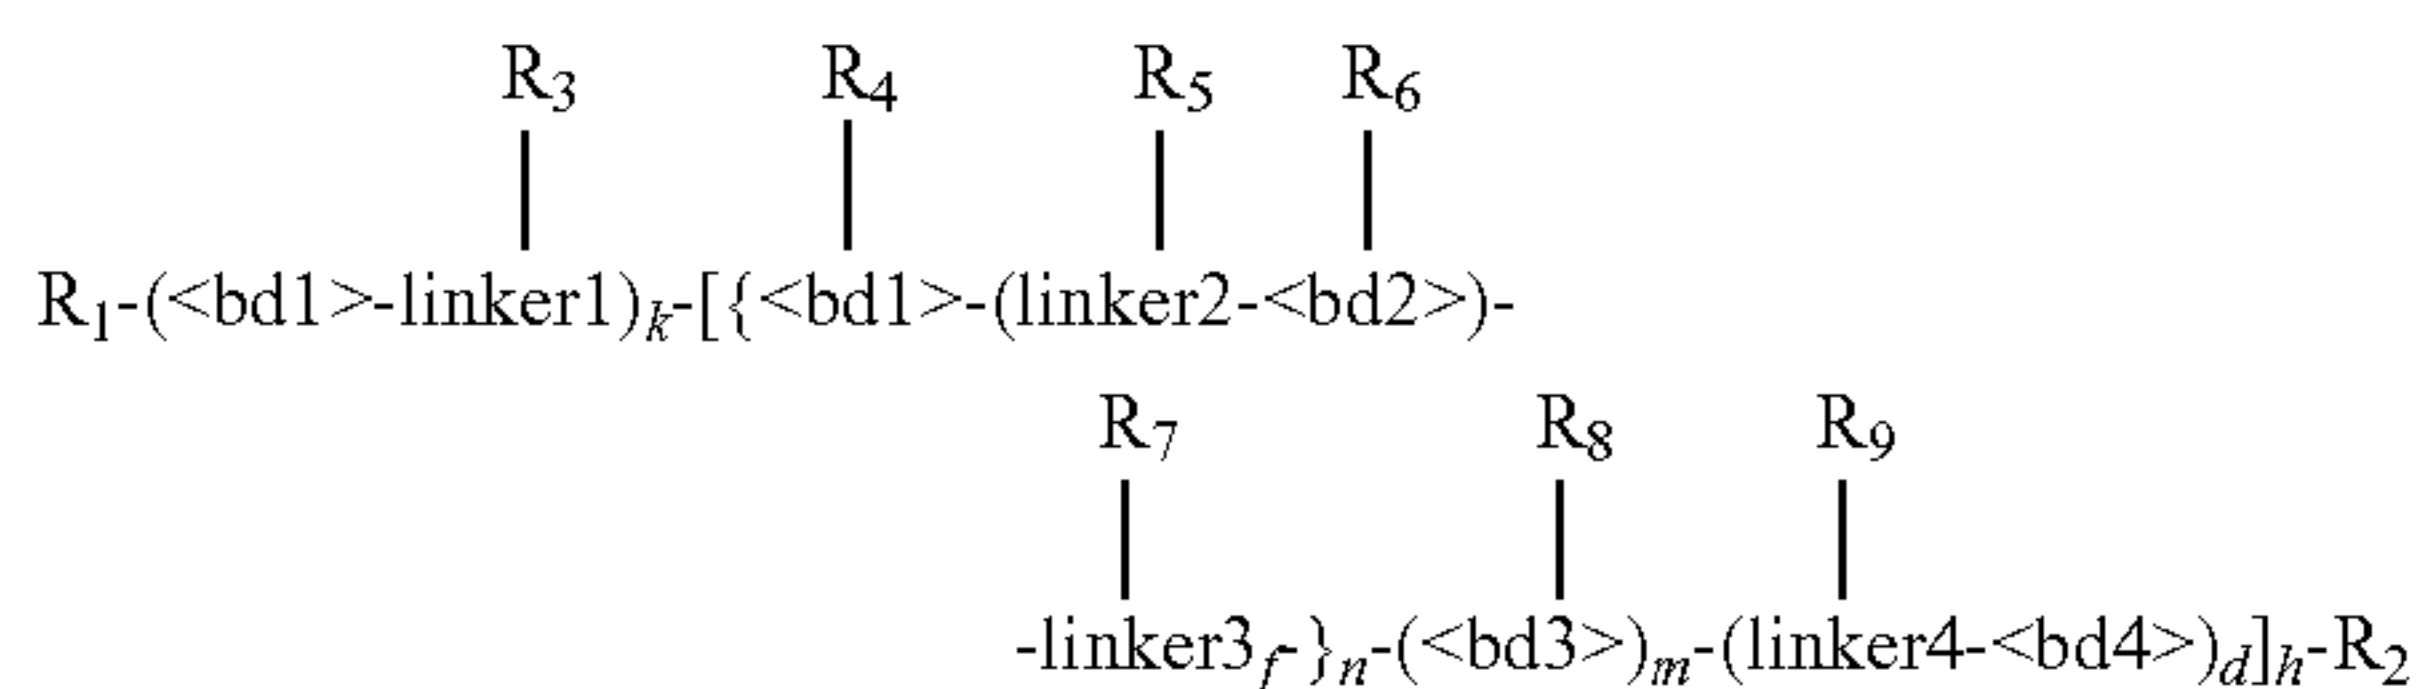 R3 R4 R5 R6
R1-(<bd1>-linker1)k-[{<bd1>-(linker2-<bd2>)-
R7 R8 R9
-linker3f-}n-(<bd3>)m-(linker4-<bd4>)d]h-R2